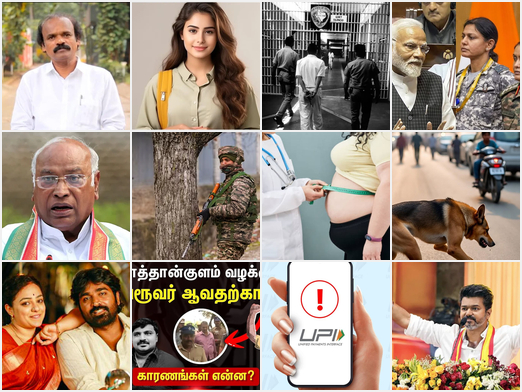 ாத்தான்குளம் வழக்
ருவர் ஆவதற்கா
காரணங்கள் என்ன?
!
UPI
UNIFIED PAYMENTS INTERFACE